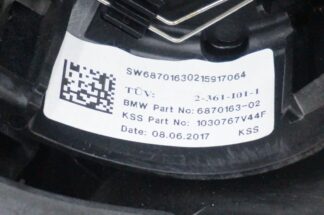 SW68701630215917064
TÜV: 2-361-101-1
BMW Part No: 6870163-02
KSS Part No: 1030767V44F
Date: 08.06.2017 KSS